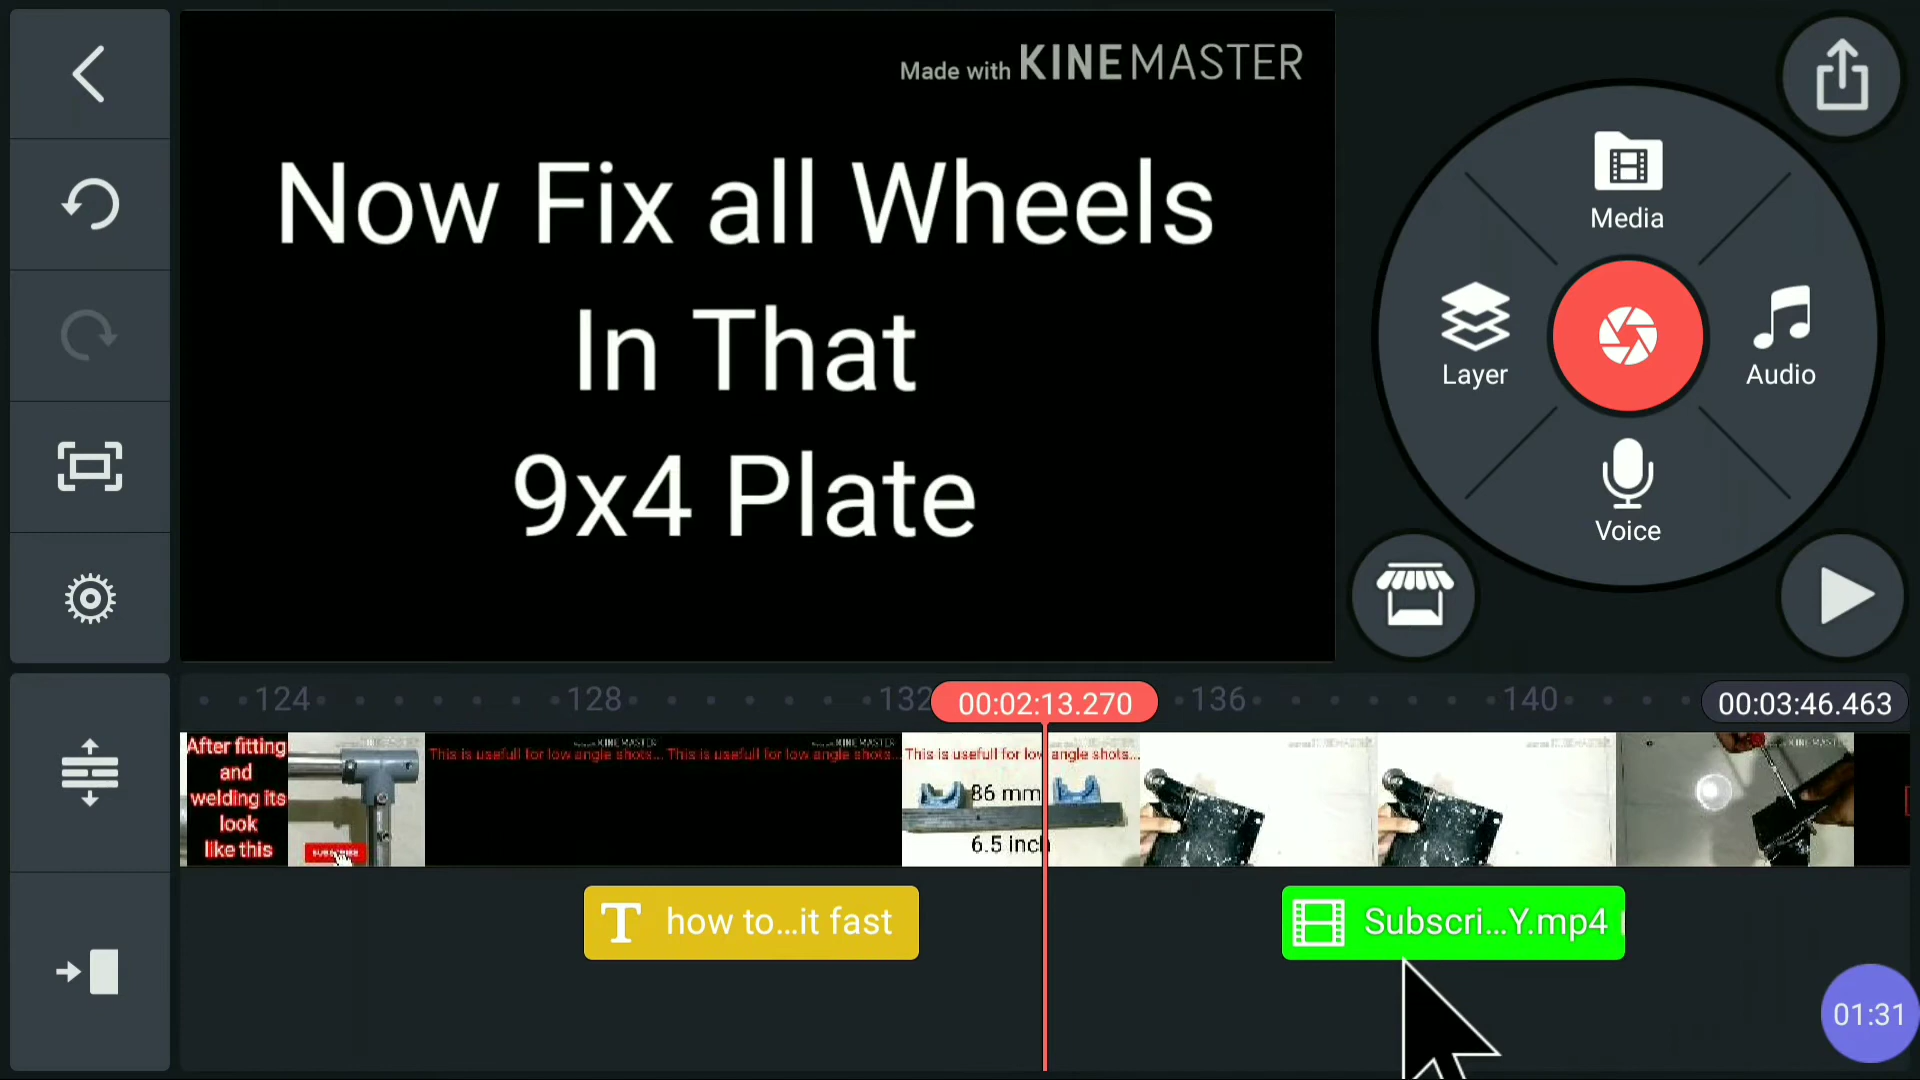 Made with KINEMASTER
Now Fix all Wheels
In That
9x4 Plate
Media
Layer
Audio
Voice
124
128
132
00:02:13.270
136
140
00:03:46.463
After fitting
and
welding its
look
like this
SUBSCRIBE
This is usefull for low angle shots...
This is usefull for low angle shots...
This is usefull for low angle shots...
86 mm
6.5 inch
how to...it fast
Subscri...Y.mp4
01:31